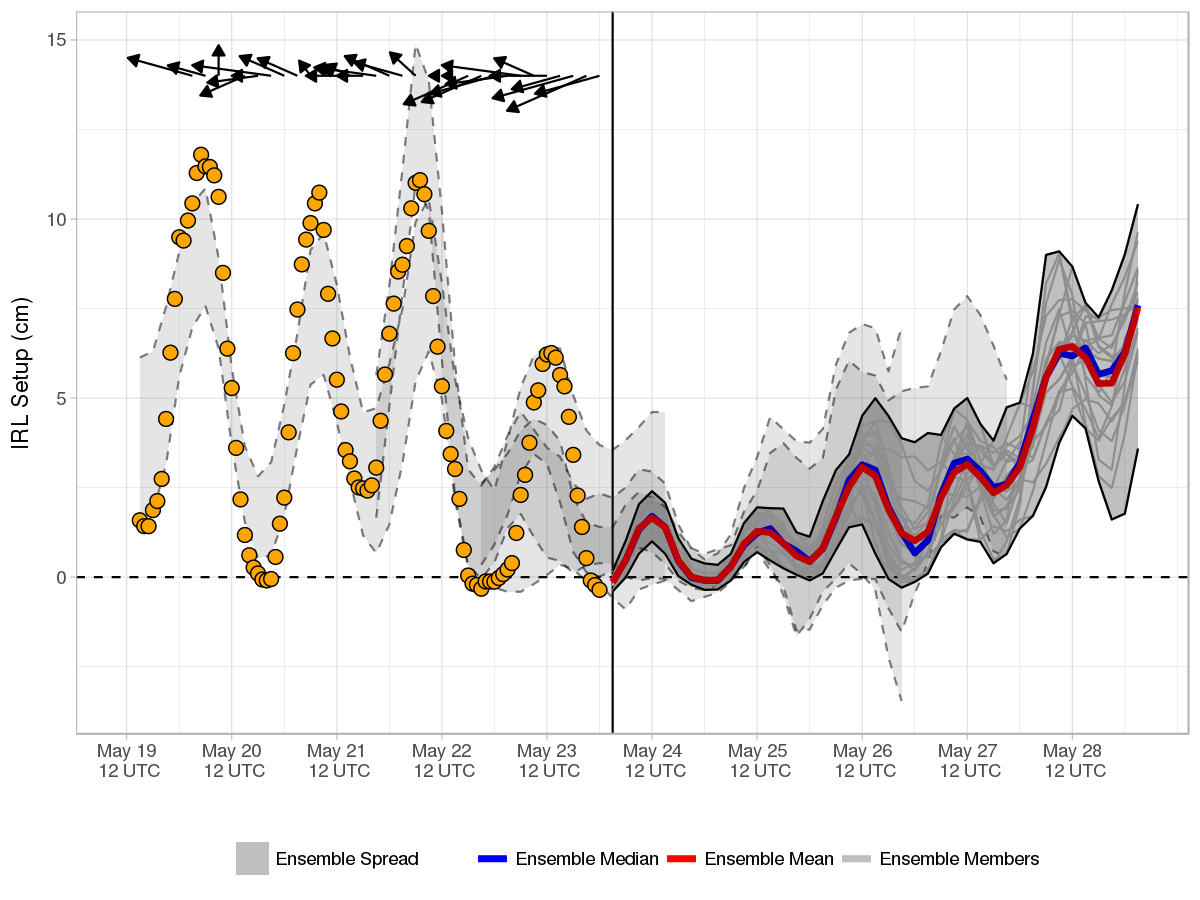 IRL Setup (cm)
15
10
5
0
May 19
12 UTC
May 20
12 UTC
May 21
12 UTC
May 22
12 UTC
May 23
12 UTC
May 24
12 UTC
May 25
12 UTC
May 26
12 UTC
May 27
12 UTC
May 28
12 UTC
Ensemble Spread
Ensemble Median
Ensemble Mean
Ensemble Members